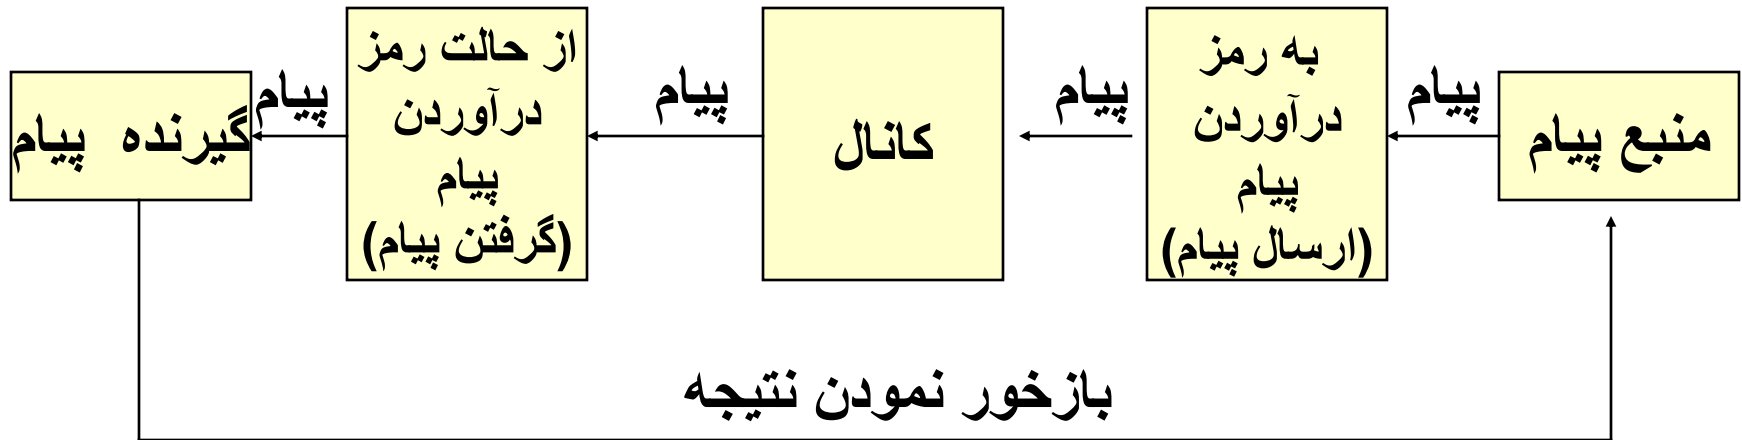 منبع پیام
پیام
به رمز
درآوردن
پیام
(ارسال پیام)
پیام
کانال
پیام
از حالت رمز
درآوردن
پیام
(گرفتن پیام)
پیام
گیرنده پیام
بازخور نمودن نتیجه